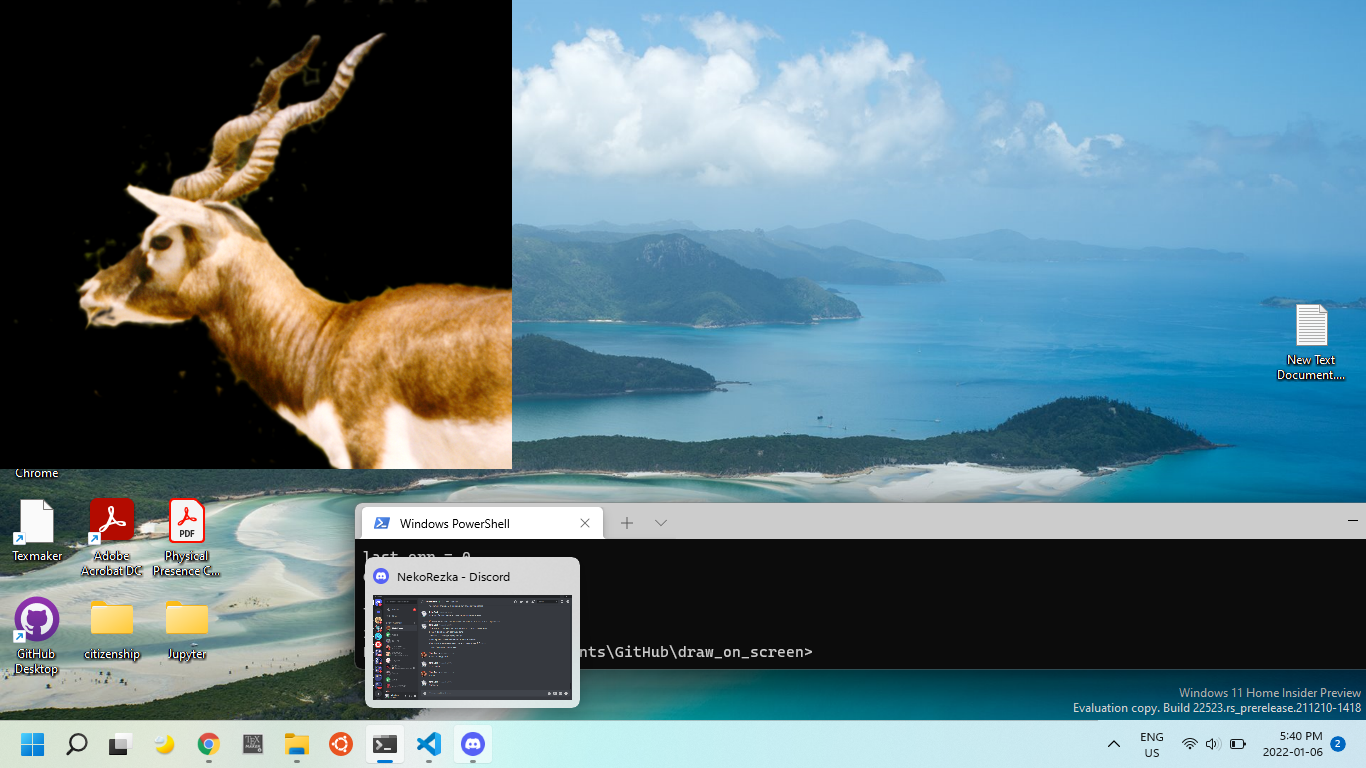 New Text
Document....
Chrome
Texmaker
Adobe
Acrobat DC
PDF
Physical
Presence C...
GitHub
Desktop
citizenship
Jupyter
Windows PowerShell
last_err = 0
NekoRezka - Discord
nts\GitHub\draw_on_screen>
Windows 11 Home Insider Preview
Evaluation copy. Build 22523.rs_prerelease.211210-1418
ENG
US
5:40 PM
2022-01-06
2